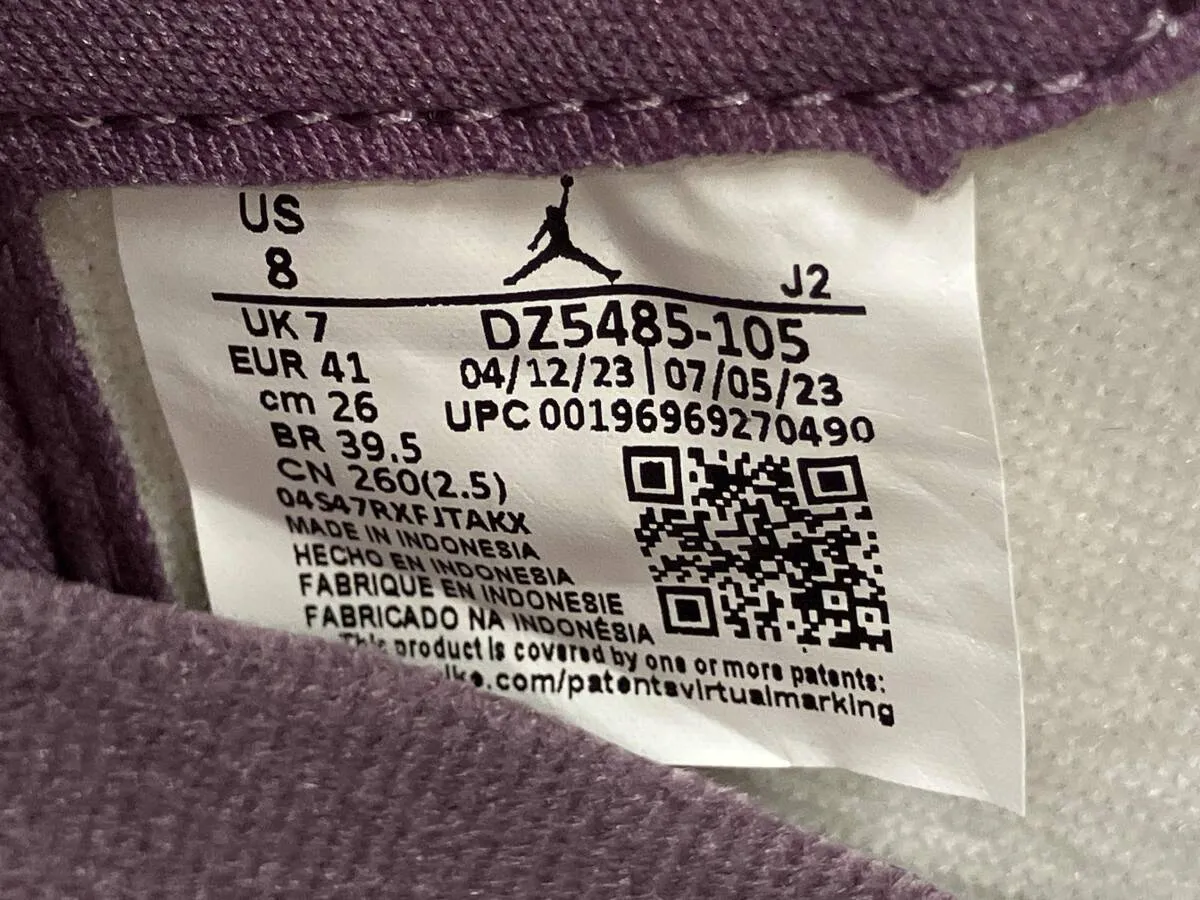 US
8
J2
UK 7
EUR 41
cm 26
BR 39.5
CN 260(2.5)
DZ5485-105
04/12/23 | 07/05/23
UPC 00196969270490
04S47RXFJTAKX
MADE IN INDONESIA
HECHO EN INDONESIA
FABRIQUE EN INDONESIE
FABRICADO NA INDONÉSIA
This product is covered by one or more patents:
.com/patentsvirtualmarking